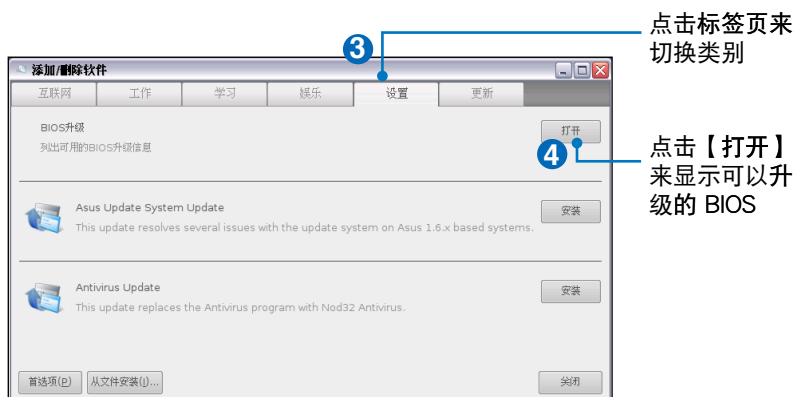 3
点击标签页来
切换类别
添加/删除软件
互联网 工作 学习 娱乐 设置 更新
BIOS升级
打开
列出可用的BIOS升级信息
4
点击【打开】
来显示可以升
级的 BIOS
Asus Update System Update
安装
This update resolves several issues with the update system on Asus 1.6.x based systems.
Antivirus Update
安装
This update replaces the Antivirus program with Nod32 Antivirus.
首选项(P) 从文件安装(I)... 关闭